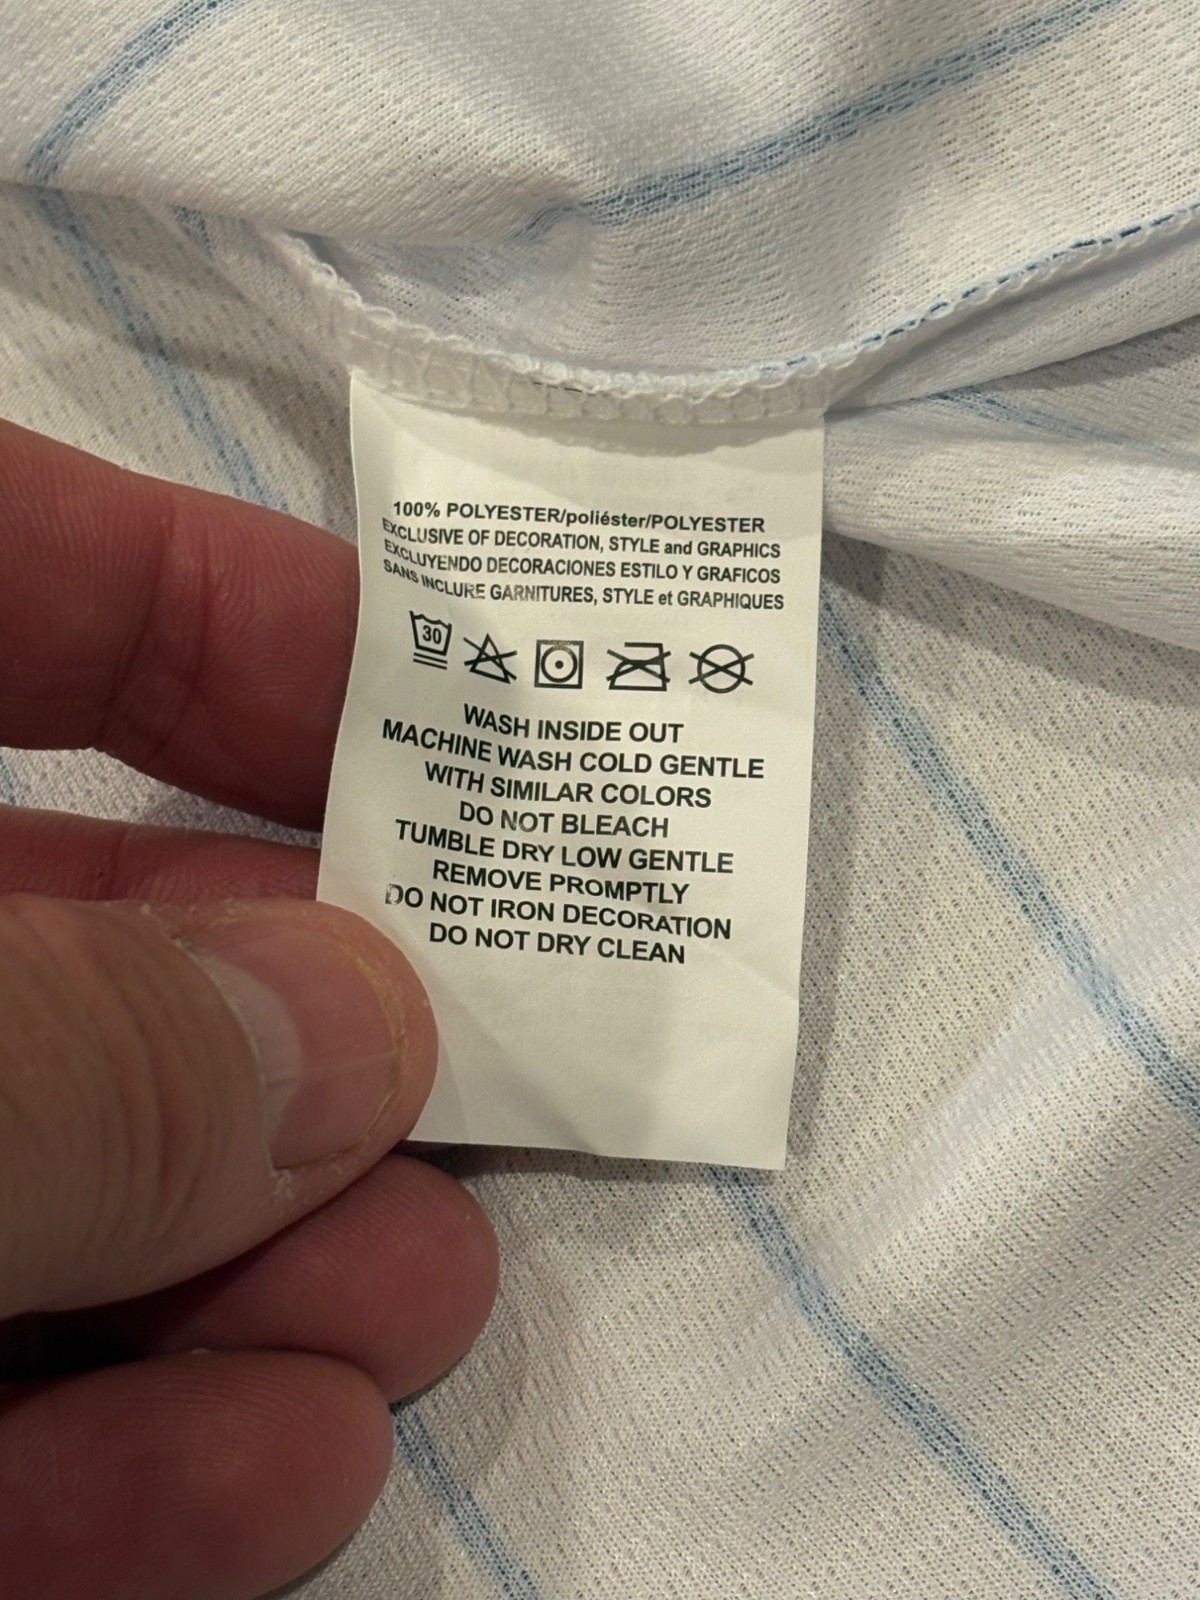 100% POLYESTER/poliéster/POLYESTER
EXCLUSIVE OF DECORATION, STYLE and GRAPHICS
EXCLUYENDO DECORACIONES ESTILO Y GRAFICOS
SANS INCLURE GARNITURES, STYLE et GRAPHIQUES
30
WASH INSIDE OUT
MACHINE WASH COLD GENTLE
WITH SIMILAR COLORS
DO NOT BLEACH
TUMBLE DRY LOW GENTLE
REMOVE PROMPTLY
DO NOT IRON DECORATION
DO NOT DRY CLEAN